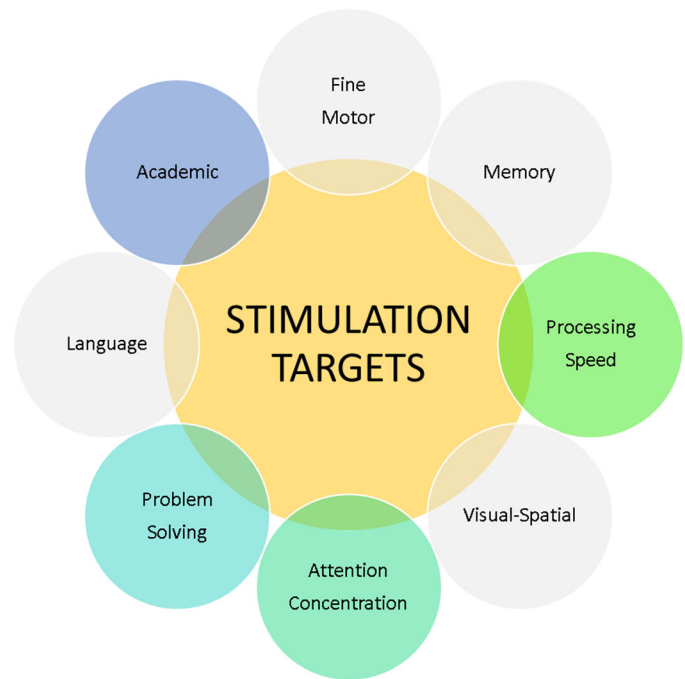 Fine
Motor
Memory
Processing
Speed
Visual-Spatial
Attention
Concentration
Problem
Solving
Language
Academic
STIMULATION
TARGETS